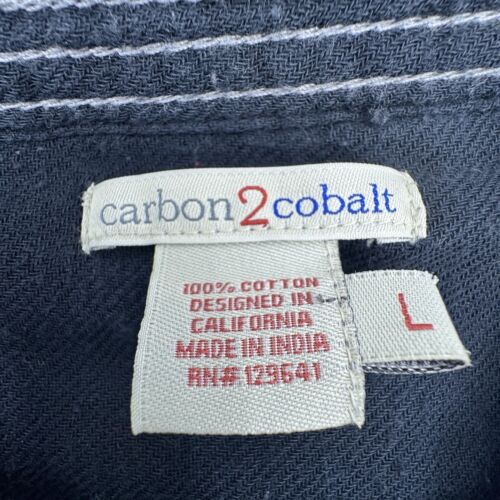 carbon2cobalt
100% COTTON
DESIGNED IN
CALIFORNIA
MADE IN INDIA
RN# 129641
L